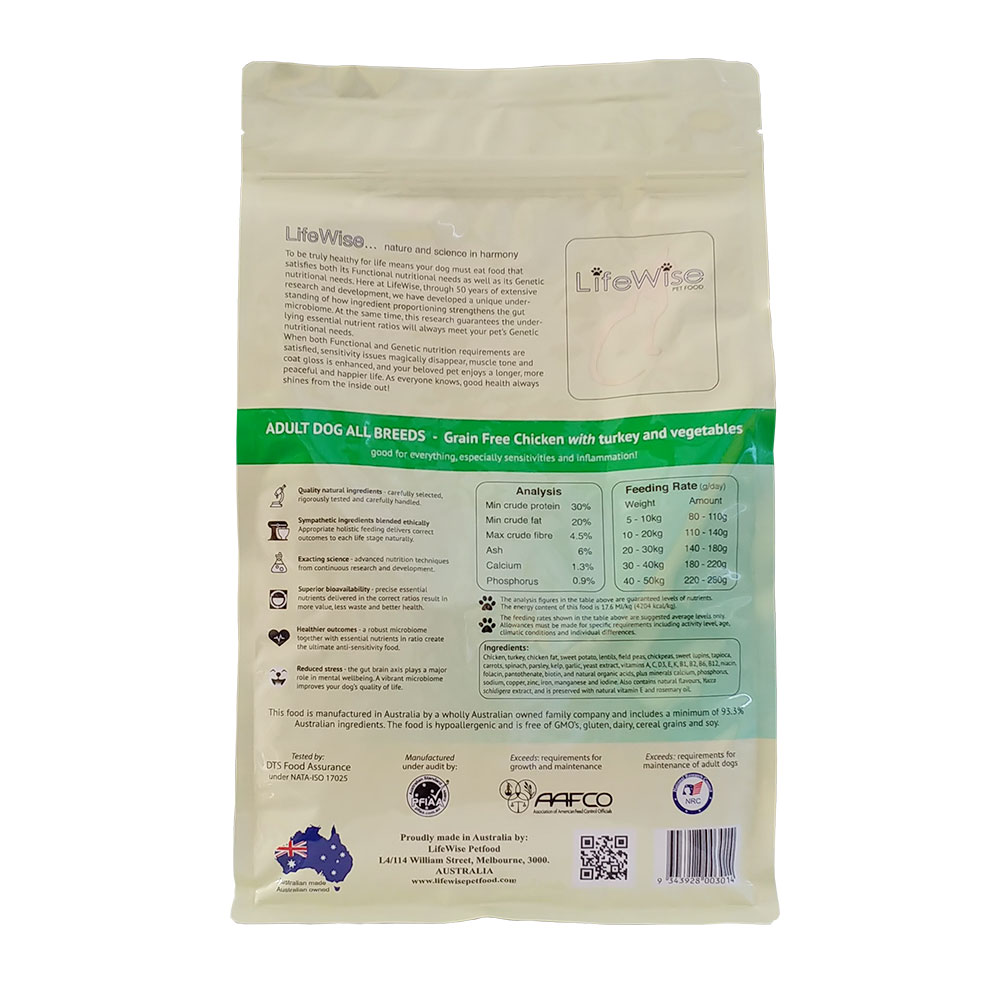 LifeWise... nature and science in harmony
To be truly healthy for life means your dog must eat food that
satisfies both its Functional nutritional needs as well as its Genetic
nutritional needs. Here at LifeWise, through 50 years of extensive
research and development, we have developed a unique under-
standing of how ingredient proportioning strengthens the gut
microbiome. At the same time, this research guarantees the under-
lying essential nutrient ratios will always meet your pet's Genetic
nutritional needs.
When both Functional and Genetic nutrition requirements are
satisfied, sensitivity issues magically disappear, muscle tone and
coat gloss is enhanced, and your beloved pet enjoys a longer, more
peaceful and happier life. As everyone knows, good health always
shines from the inside out!
LifeWise
PET FOOD
ADULT DOG ALL BREEDS - Grain Free Chicken with turkey and vegetables
good for everything, especially sensitivities and inflammation!
Quality natural ingredients - carefully selected,
rigorously tested and carefully handled.
Sympathetic ingredients blended ethically
Appropriate holistic feeding delivers correct
outcomes to each life stage naturally.
Exacting science - advanced nutrition techniques
from continuous research and development.
Superior bioavailability - precise essential
nutrients delivered in the correct ratios result in
more value, less waste and better health.
Healthier outcomes - a robust microbiome
together with essential nutrients in ratio create
the ultimate anti-sensitivity food.
Reduced stress - the gut brain axis plays a major
role in mental wellbeing. A vibrant microbiome
improves your dog's quality of life.
Analysis
Min crude protein 30%
Min crude fat 20%
Max crude fibre 4.5%
Ash 6%
Calcium 1.3%
Phosphorus 0.9%
Feeding Rate (g/day)
Weight Amount
5 - 10kg 80 - 110g
10 - 20kg 110 - 140g
20 - 30kg 140 - 180g
30 - 40kg 180 - 220g
40 - 50kg 220 - 250g
The analysis figures in the table above are guaranteed levels of nutrients.
The energy content of this food is 17.6 MJ/kg (4204 kcal/kg).
The feeding rates shown in the table above are suggested average levels only.
Allowances must be made for specific requirements including activity level, age,
climatic conditions and individual differences.
Ingredients:
Chicken, turkey, chicken fat, sweet potato, lentils, field peas, chickpeas, sweet lupins, tapioca,
carrots, spinach, parsley, kelp, garlic, yeast extract, vitamins A, C, D3, E, K, B1, B2, B6, B12, niacin,
folacin, pantothenate, biotin, and natural organic acids, plus minerals calcium, phosphorus,
sodium, copper, zinc, iron, manganese and iodine. Also contains natural flavours, Yucca
schidigera extract, and is preserved with natural vitamin E and rosemary oil.
This food is manufactured in Australia by a wholly Australian owned family company and includes a minimum of 93.3%
Australian ingredients. The food is hypoallergenic and is free of GMO's, gluten, dairy, cereal grains and soy.
Tested by:
DTS Food Assurance
under NATA-ISO 17025
Manufactured
under audit by:
PFIAA
Exceeds: requirements for
growth and maintenance
AAFCO
Association of American Feed Control Officials
Exceeds: requirements for
maintenance of adult dogs
NRC
Australian made
Australian owned
Proudly made in Australia by:
LifeWise Petfood
L4/114 William Street, Melbourne, 3000.
AUSTRALIA
www.lifewisepetfood.com
9 343928 003014